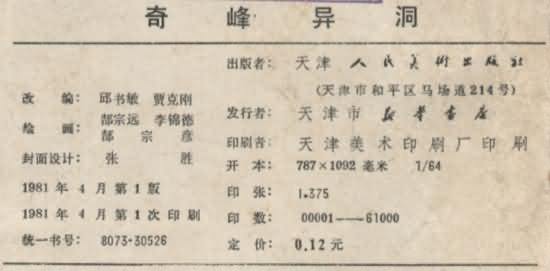 奇峰异洞
改编：邱书敏 贾克刚
绘画：郜宗远 李锦德
郜宗彦
封面设计：张胜
1981年4月第1版
1981年4月第1次印刷
统一书号：8073·30526
出版者：天津人民美術出版社
(天津市和平区马场道214号)
发行者：天津市新华书店
印刷者：天津美术印刷厂印刷
开本：787×1092毫米 1/64
印张：1.375
印数：00001——61000
定价：0.12元